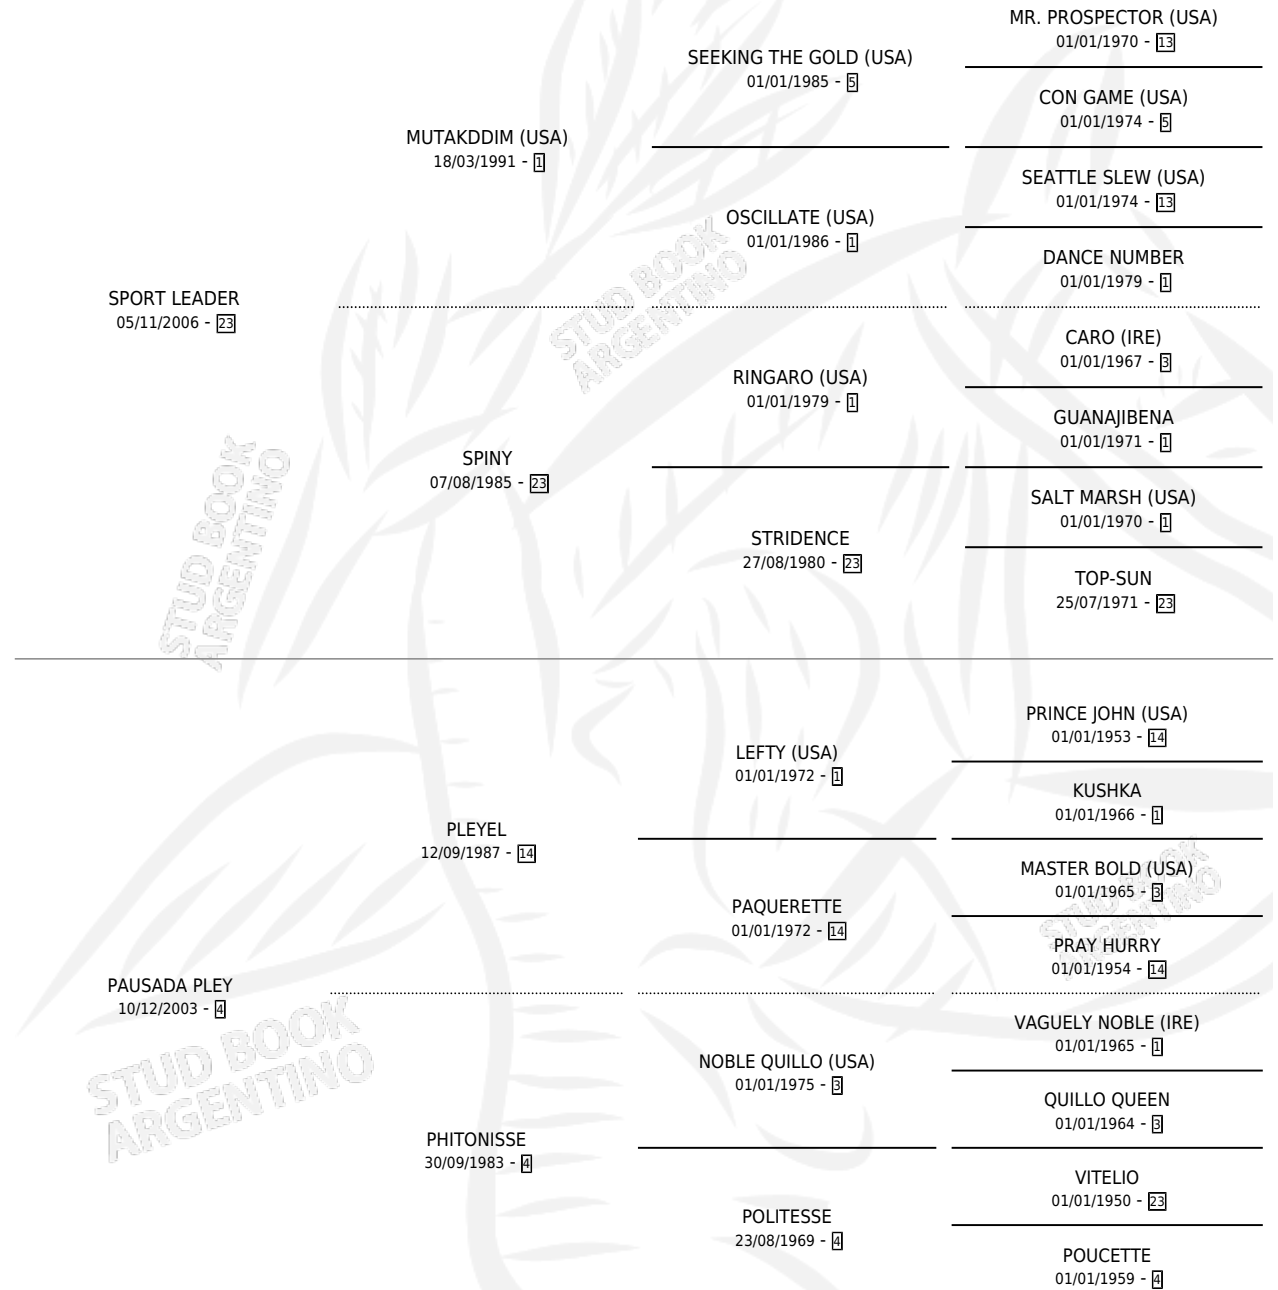 MR. PROSPECTOR (USA)
01/01/1970 - 13
SEEKING THE GOLD (USA)
01/01/1985 - 5
CON GAME (USA)
01/01/1974 - 5
MUTAKDDIM (USA)
18/03/1991 - 1
SEATTLE SLEW (USA)
01/01/1974 - 13
OSCILLATE (USA)
01/01/1986 - 1
DANCE NUMBER
01/01/1979 - 1
SPORT LEADER
05/11/2006 - 23
CARO (IRE)
01/01/1967 - 3
RINGARO (USA)
01/01/1979 - 1
GUANAJIBENA
01/01/1971 - 1
SPINY
07/08/1985 - 23
SALT MARSH (USA)
01/01/1970 - 1
STRIDENCE
27/08/1980 - 23
TOP-SUN
25/07/1971 - 23
PRINCE JOHN (USA)
01/01/1953 - 14
LEFTY (USA)
01/01/1972 - 1
KUSHKA
01/01/1966 - 1
PLEYEL
12/09/1987 - 14
MASTER BOLD (USA)
01/01/1965 - 3
PAQUERETTE
01/01/1972 - 14
PRAY HURRY
01/01/1954 - 14
PAUSADA PLEY
10/12/2003 - 4
VAGUELY NOBLE (IRE)
01/01/1965 - 1
NOBLE QUILLO (USA)
01/01/1975 - 3
QUILLO QUEEN
01/01/1964 - 3
PHITONISSE
30/09/1983 - 4
VITELIO
01/01/1950 - 23
POLITESSE
23/08/1969 - 4
POUCETTE
01/01/1959 - 4
STUD BOOK
ARGENTINO
STUD BOOK
ARGENTINO
STUD BOOK
ARGENTINO
STUD BOOK
ARGENTINO